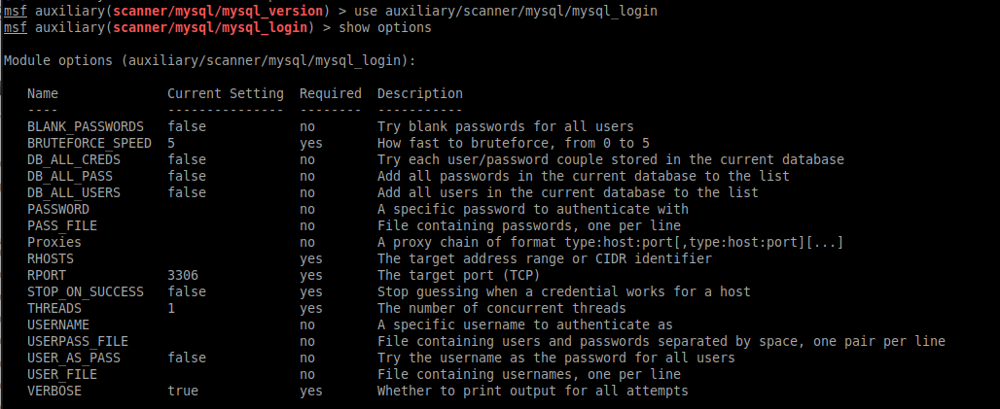 msf auxiliary(scanner/mysql/mysql_version) > use auxiliary/scanner/mysql/mysql_login
msf auxiliary(scanner/mysql/mysql_login) > show options
Module options (auxiliary/scanner/mysql/mysql_login):
Name Current Setting Required Description
---- --------------- -------- -----------
BLANK_PASSWORDS false no Try blank passwords for all users
BRUTEFORCE_SPEED 5 yes How fast to bruteforce, from 0 to 5
DB_ALL_CREDS false no Try each user/password couple stored in the current database
DB_ALL_PASS false no Add all passwords in the current database to the list
DB_ALL_USERS false no Add all users in the current database to the list
PASSWORD no A specific password to authenticate with
PASS_FILE no File containing passwords, one per line
Proxies no A proxy chain of format type:host:port[,type:host:port][...]
RHOSTS yes The target address range or CIDR identifier
RPORT 3306 yes The target port (TCP)
STOP_ON_SUCCESS false yes Stop guessing when a credential works for a host
THREADS 1 yes The number of concurrent threads
USERNAME no A specific username to authenticate as
USERPASS_FILE no File containing users and passwords separated by space, one pair per line
USER_AS_PASS false no Try the username as the password for all users
USER_FILE no File containing usernames, one per line
VERBOSE true yes Whether to print output for all attempts